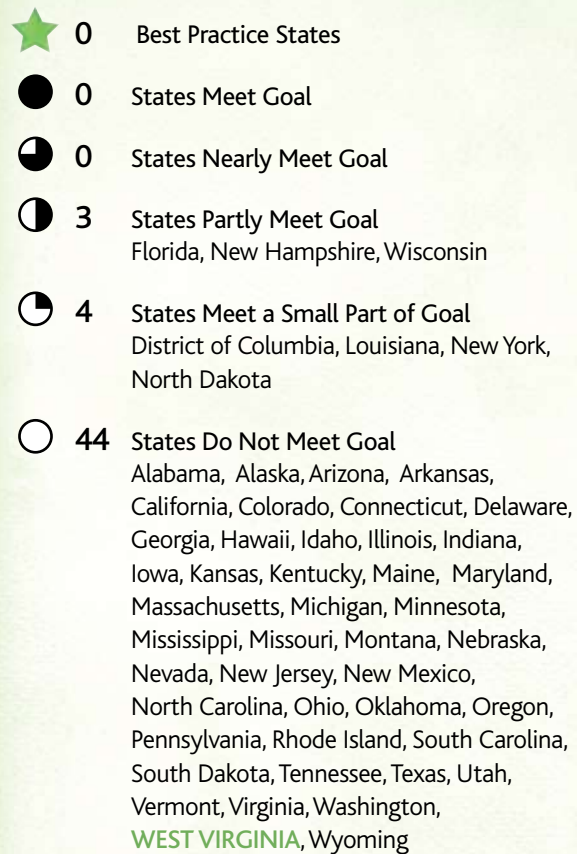 0 Best Practice States
0 States Meet Goal
0 States Nearly Meet Goal
3 States Partly Meet Goal
Florida, New Hampshire, Wisconsin
4 States Meet a Small Part of Goal
District of Columbia, Louisiana, New York,
North Dakota
44 States Do Not Meet Goal
Alabama, Alaska, Arizona, Arkansas,
California, Colorado, Connecticut, Delaware,
Georgia, Hawaii, Idaho, Illinois, Indiana,
Iowa, Kansas, Kentucky, Maine, Maryland,
Massachusetts, Michigan, Minnesota,
Mississippi, Missouri, Montana, Nebraska,
Nevada, New Jersey, New Mexico,
North Carolina, Ohio, Oklahoma, Oregon,
Pennsylvania, Rhode Island, South Carolina,
South Dakota, Tennessee, Texas, Utah,
Vermont, Virginia, Washington,
WEST VIRGINIA, Wyoming